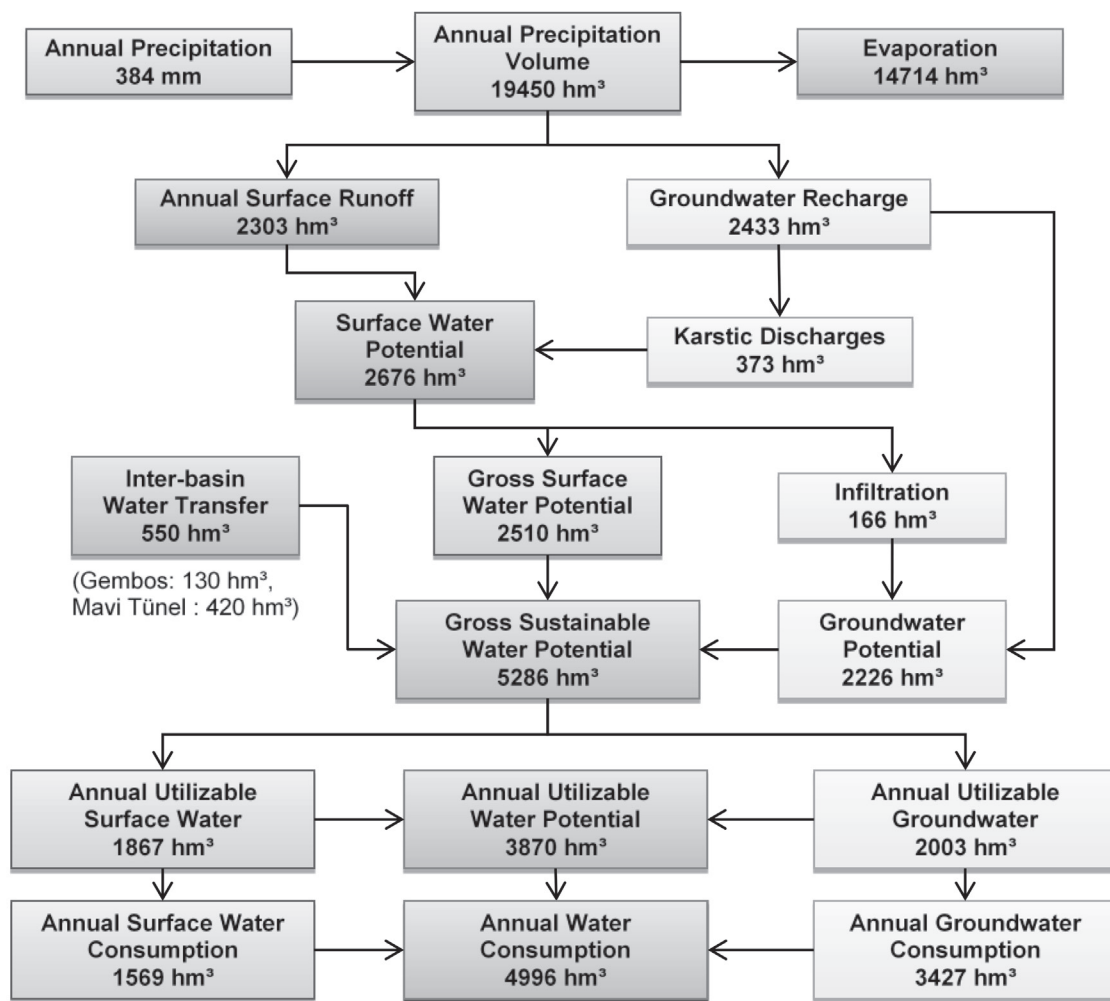 Annual Precipitation
384 mm
Annual Precipitation
Volume
19450 hm³
Evaporation
14714 hm³
Annual Surface Runoff
2303 hm³
Groundwater Recharge
2433 hm³
Surface Water
Potential
2676 hm³
Karstic Discharges
373 hm³
Inter-basin
Water Transfer
550 hm³
(Gembos: 130 hm³,
Mavi Tünel : 420 hm³)
Gross Surface
Water Potential
2510 hm³
Infiltration
166 hm³
Gross Sustainable
Water Potential
5286 hm³
Groundwater
Potential
2226 hm³
Annual Utilizable
Surface Water
1867 hm³
Annual Utilizable
Water Potential
3870 hm³
Annual Utilizable
Groundwater
2003 hm³
Annual Surface Water
Consumption
1569 hm³
Annual Water
Consumption
4996 hm³
Annual Groundwater
Consumption
3427 hm³